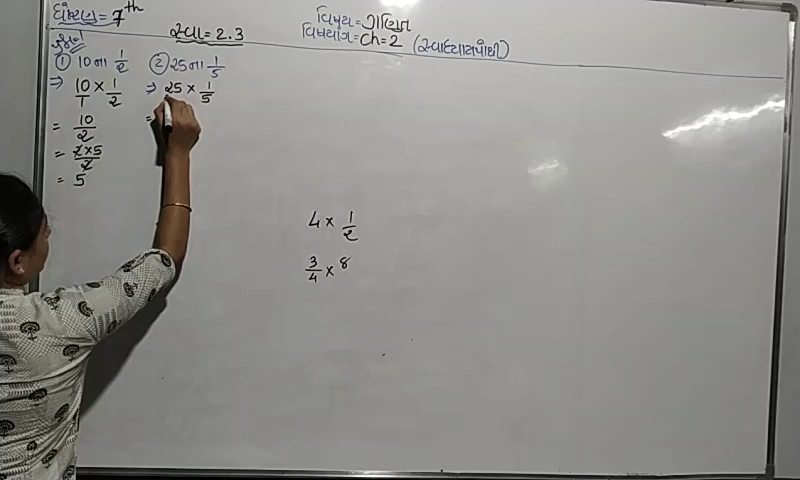 ધોરણ = 7th
સ્વા = 2.3
વિષય = ગણિત
વિષયાંગ = Ch = 2 (સ્વાધ્યાયપોથી)
① 10ના 1/2
⇒ 10/1 × 1/2
= 10/2
= 2×5/2
= 5
② 25ના 1/5
⇒ 25 × 1/5
=
4 × 1/2
3/4 × 8